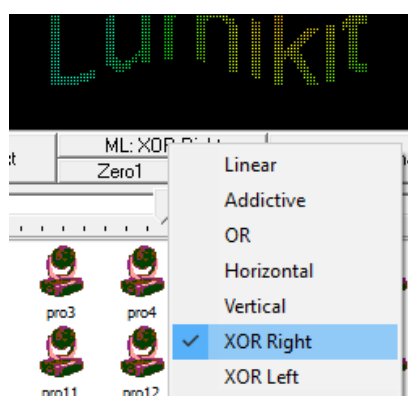 Lumikit
ML: XOR Right
Zero1
Linear
Addictive
OR
Horizontal
Vertical
XOR Right
XOR Left
pro3
pro4
pro11
pro12